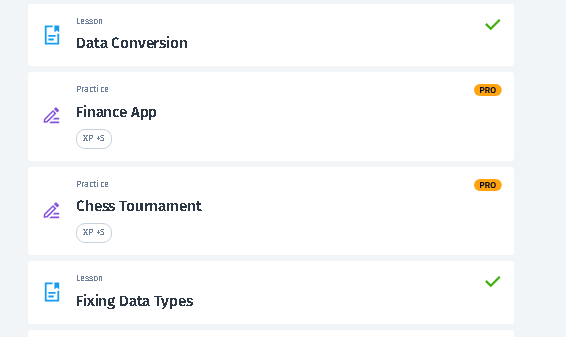 Lesson
Data Conversion
Practice
PRO
Finance App
XP +5
Practice
PRO
Chess Tournament
XP +5
Lesson
Fixing Data Types